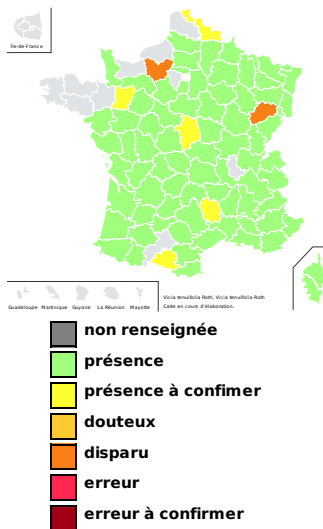 Île-de-France
Guadeloupe Martinique Guyane La Réunion Mayotte
Vicia tenuifolia Roth, Vicia tenuifolia Roth
Carte en cours d'élaboration.
non renseignée
présence
présence à confimer
douteux
disparu
erreur
erreur à confirmer